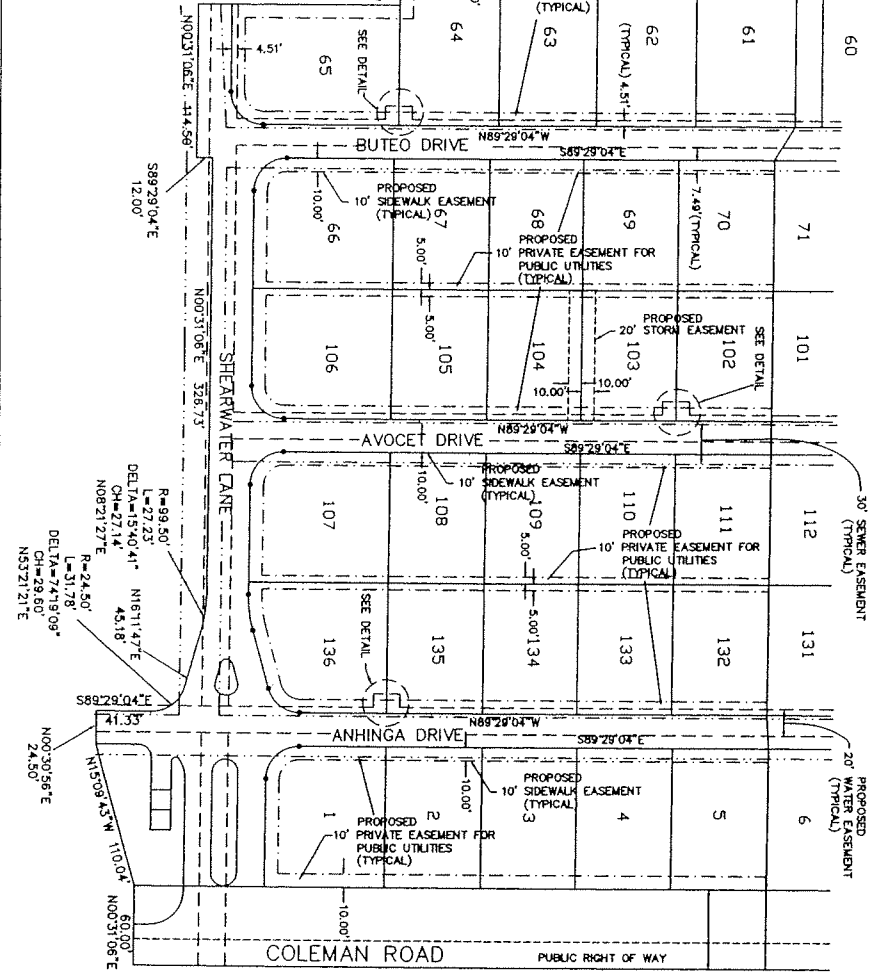 60
61
62
63
64
65
(TYPICAL)
(TYPICAL) 4.51'
4.51'
SEE DETAIL
N00°31'06"E 114.58'
N89°29'04"W
BUTEO DRIVE
S89°29'04"E
S89°29'04"E
12.00'
PROPOSED
10' SIDEWALK EASEMENT
(TYPICAL)
10.00'
7.49'(TYPICAL)
66
67
68
69
70
71
PROPOSED
10' PRIVATE EASEMENT FOR
PUBLIC UTILITIES
(TYPICAL)
5.00'
5.00'
PROPOSED
20' STORM EASEMENT
SEE DETAIL
106
105
104
103
102
101
10.00'
10.00'
N00°31'06"E 326.73'
SHEARWATER LANE
N89°29'04"W
AVOCET DRIVE
S89°29'04"E
30' SEWER EASEMENT
(TYPICAL)
PROPOSED
10' SIDEWALK EASEMENT
(TYPICAL)
10.00'
107
108
109
110
111
112
PROPOSED
10' PRIVATE EASEMENT FOR
PUBLIC UTILITIES
(TYPICAL)
5.00'
5.00'
R=99.50'
L=27.23'
DELTA=15°40'41"
CH=27.14'
N08°21'27"E
N16°11'47"E
45.18'
R=24.50'
L=31.78'
DELTA=74°19'09"
CH=29.60'
N53°21'21"E
SEE DETAIL
136
135
134
133
132
131
S89°29'04"E
41.33'
N89°29'04"W
ANHINGA DRIVE
S89°29'04"E
PROPOSED
20' WATER EASEMENT
(TYPICAL)
N00°30'56"E
24.50'
PROPOSED
10' SIDEWALK EASEMENT
(TYPICAL)
10.00'
1
2
3
4
5
6
PROPOSED
10' PRIVATE EASEMENT FOR
PUBLIC UTILITIES
(TYPICAL)
N15°09'43"W 110.04'
10.00'
60.00'
N00°31'06"E
COLEMAN ROAD
PUBLIC RIGHT OF WAY